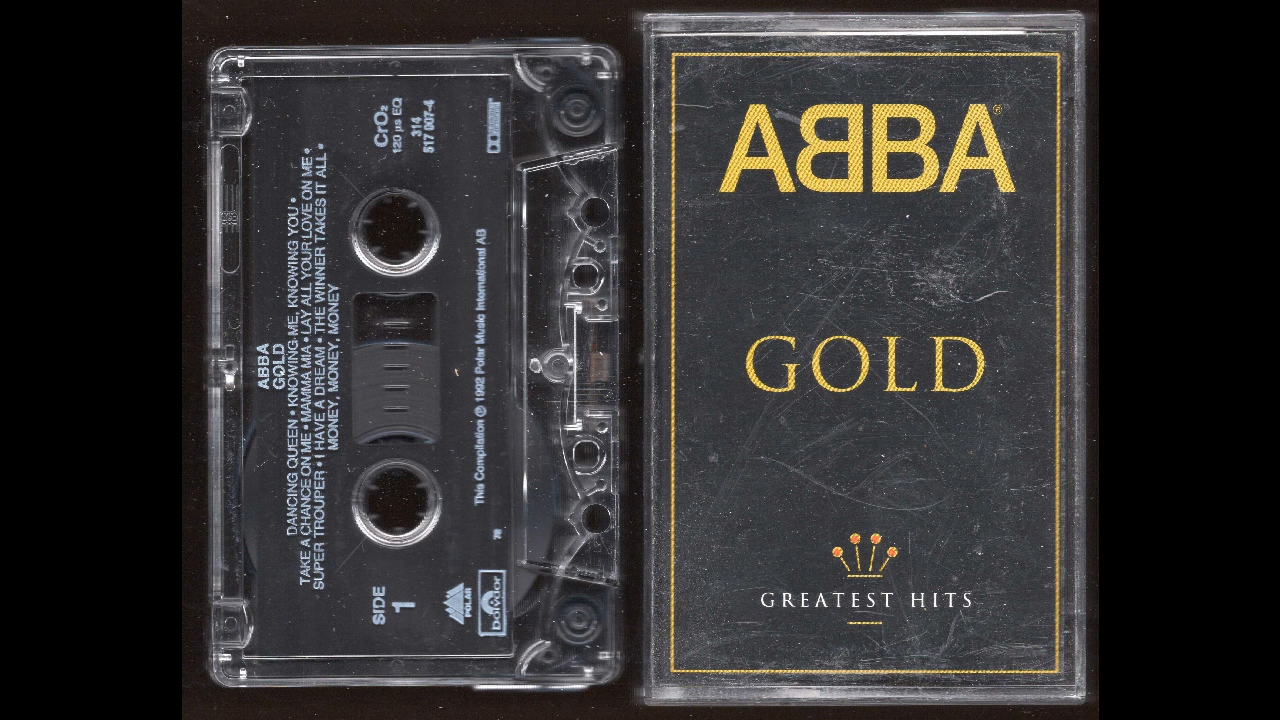 ABBA
GOLD
DANCING QUEEN • KNOWING ME, KNOWING YOU •
TAKE A CHANCE ON ME • MAMMA MIA • LAY ALL YOUR LOVE ON ME •
SUPER TROUPER • I HAVE A DREAM • THE WINNER TAKES IT ALL •
MONEY, MONEY, MONEY
SIDE
1
CrO₂
120 µs EQ
314
517 007-4
POLAR
Polydor
This Compilation ℗ 1992 Polar Music International AB
78
ABBA®
GOLD
GREATEST HITS